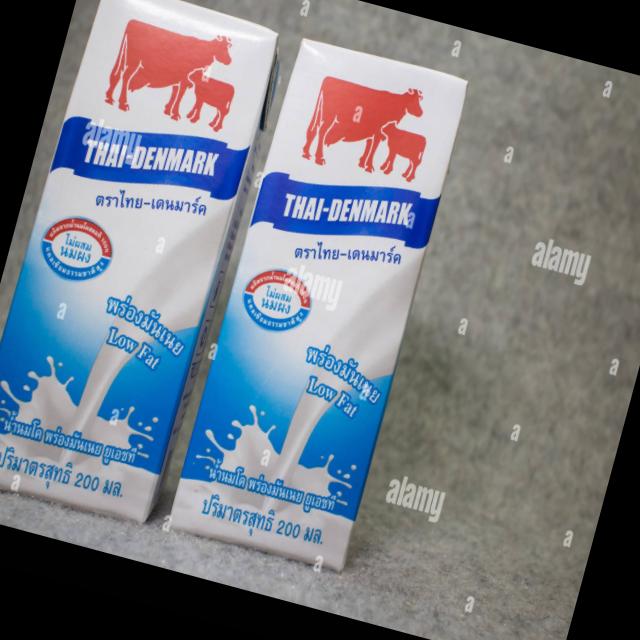 THAI-DENMARK
ตราไทย-เดนมาร์ค
ไม่ผสม
นมผง
พร่องมันเนย
Low Fat
น้ำนมโค พร่องมันเนย ยูเอชที
ปริมาตรสุทธิ 200 มล.
THAI-DENMARK
ตราไทย-เดนมาร์ค
ไม่ผสม
นมผง
พร่องมันเนย
Low Fat
น้ำนมโค พร่องมันเนย ยูเอชที
ปริมาตรสุทธิ 200 มล.
alamy
alamy
alamy
alamy